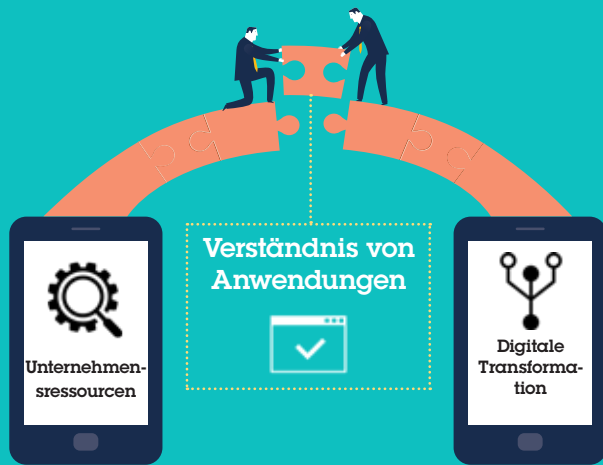 Verständnis von
Anwendungen
Unternehmen-
sressourcen
Digitale
Transforma-
tion